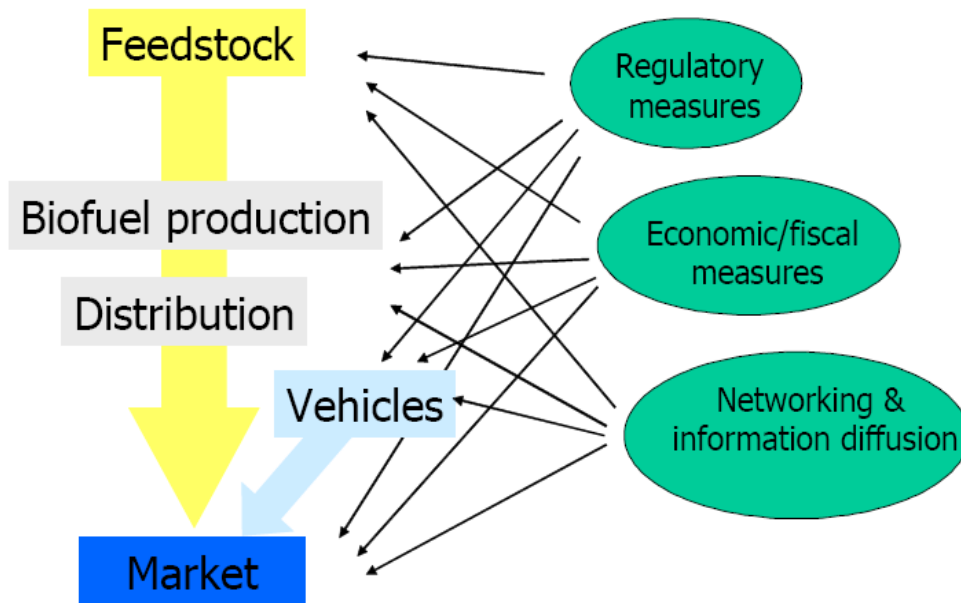 Feedstock
Biofuel production
Distribution
Vehicles
Market
Regulatory
measures
Economic/fiscal
measures
Networking &
information diffusion